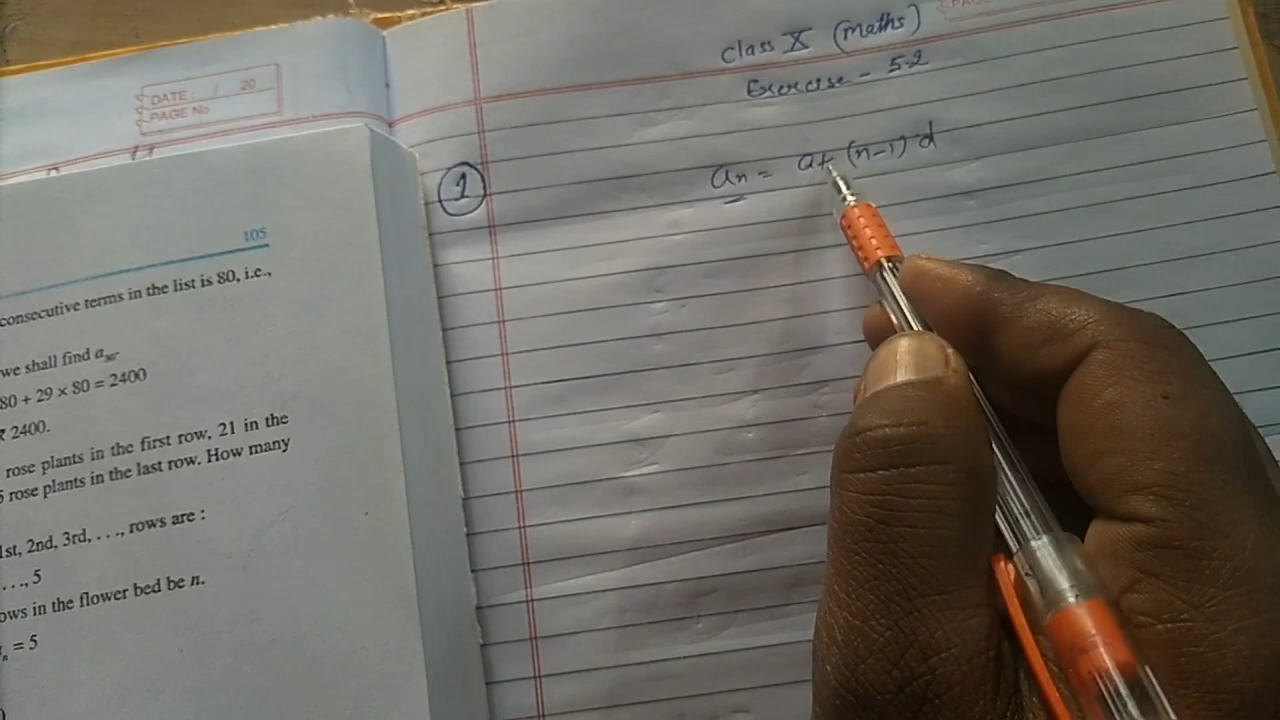 DATE: / 20
PAGE No
105
consecutive terms in the list is 80, i.e.,
we shall find a₃₀.
80 + 29 × 80 = 2400
₹ 2400.
rose plants in the first row, 21 in the
5 rose plants in the last row. How many
1st, 2nd, 3rd, . . ., rows are :
. . ., 5
ows in the flower bed be n.
= 5
Class X (Maths)
Exercise - 5.2
1
an = a+ (n-1) d